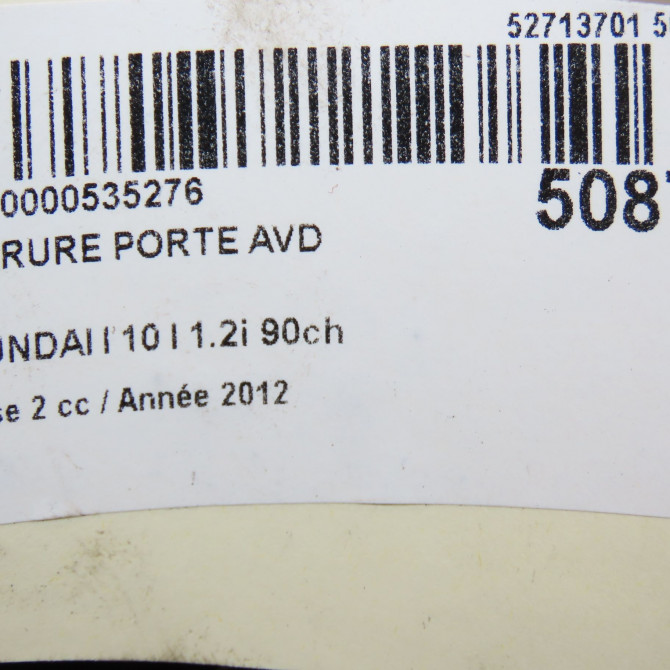 52713701 5
0000535276
508
RURE PORTE AVD
UNDAI I 10 I 1.2i 90ch
se 2 cc / Année 2012